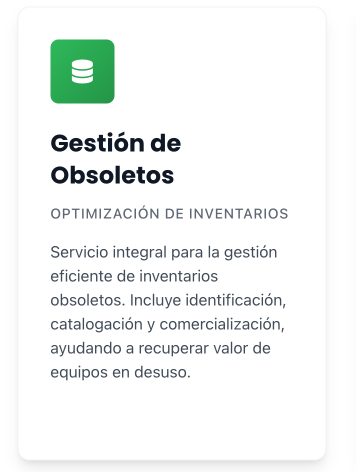 Gestión de
Obsoletos
OPTIMIZACIÓN DE INVENTARIOS
Servicio integral para la gestión
eficiente de inventarios
obsoletos. Incluye identificación,
catalogación y comercialización,
ayudando a recuperar valor de
equipos en desuso.